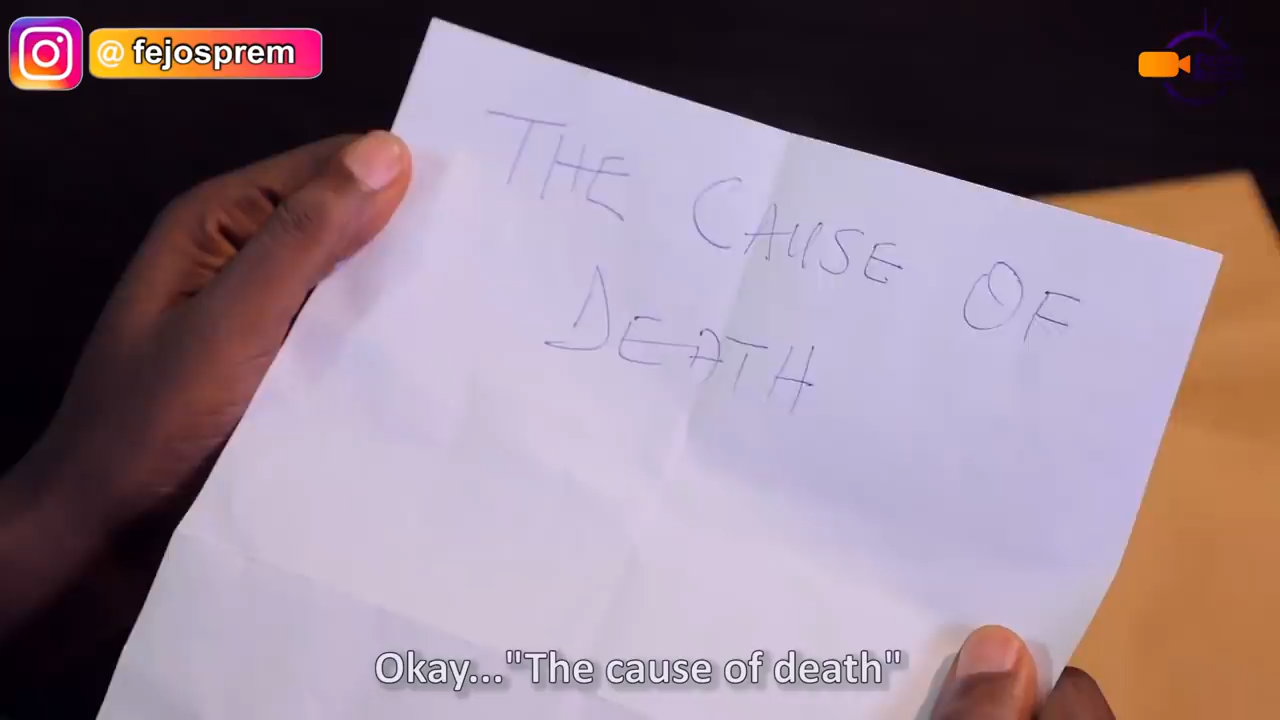 @ fejosprem
THE CAUSE OF
DEATH
Okay..."The cause of death"